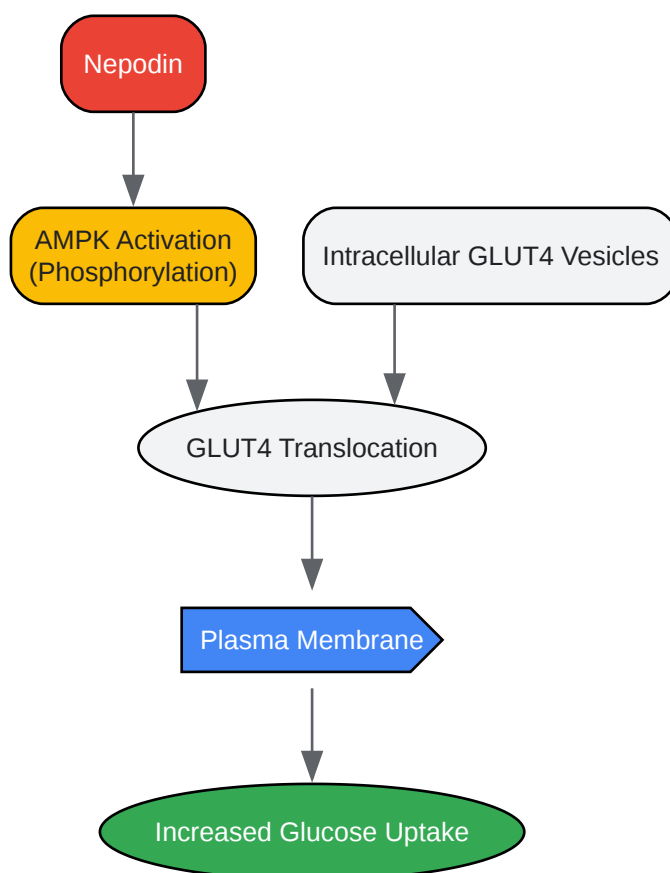 Nepodin
AMPK Activation
(Phosphorylation)
Intracellular GLUT4 Vesicles
GLUT4 Translocation
Plasma Membrane
Increased Glucose Uptake